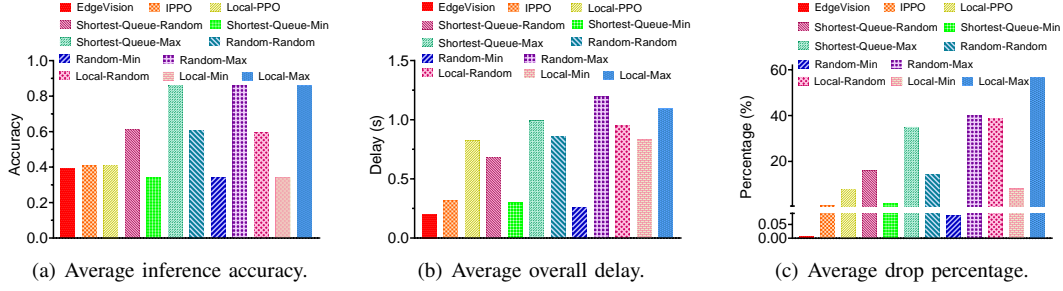 EdgeVision IPPO Local-PPO
Shortest-Queue-Random Shortest-Queue-Min
Shortest-Queue-Max Random-Random
Random-Min Random-Max
Local-Random Local-Min Local-Max
Accuracy
1.0
0.8
0.6
0.4
0.2
0.0
(a) Average inference accuracy.
EdgeVision IPPO Local-PPO
Shortest-Queue-Random Shortest-Queue-Min
Shortest-Queue-Max Random-Random
Random-Min Random-Max
Local-Random Local-Min Local-Max
Delay (s)
1.5
1.0
0.5
0.0
(b) Average overall delay.
EdgeVision IPPO Local-PPO
Shortest-Queue-Random Shortest-Queue-Min
Shortest-Queue-Max Random-Random
Random-Min Random-Max
Local-Random Local-Min Local-Max
Percentage (%)
60
40
20
0.05
0.00
(c) Average drop percentage.